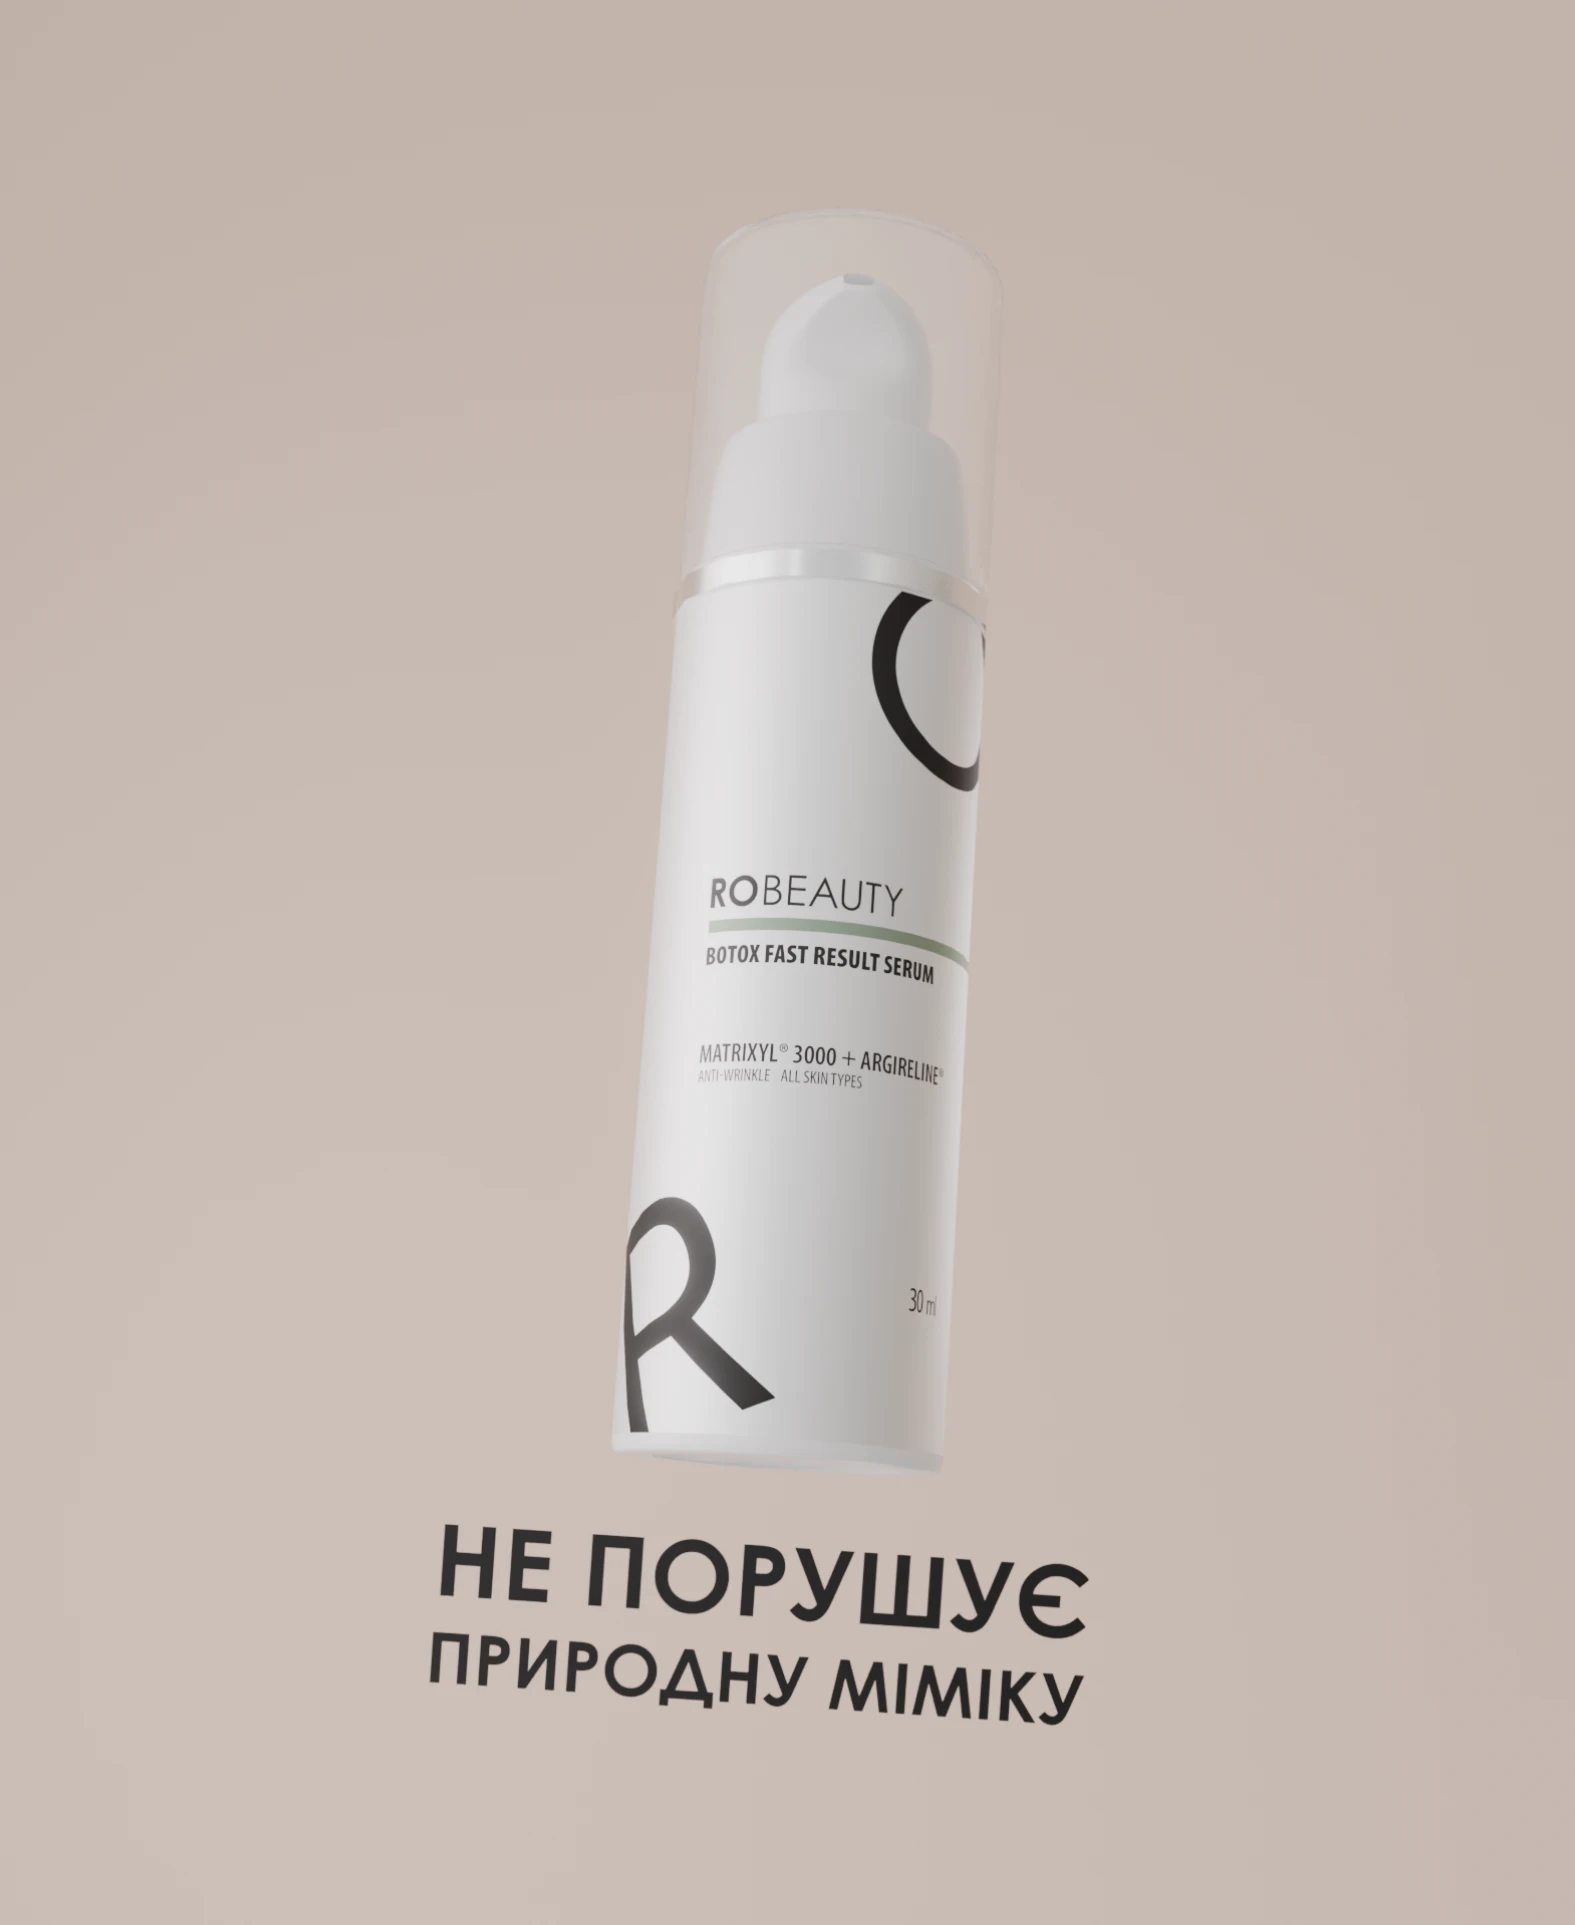 ROBEAUTY
BOTOX FAST RESULT SERUM
MATRIXYL® 3000 + ARGIRELINE®
ANTI-WRINKLE ALL SKIN TYPES
R
30 ml
НЕ ПОРУШУЄ
ПРИРОДНУ МІМІКУ